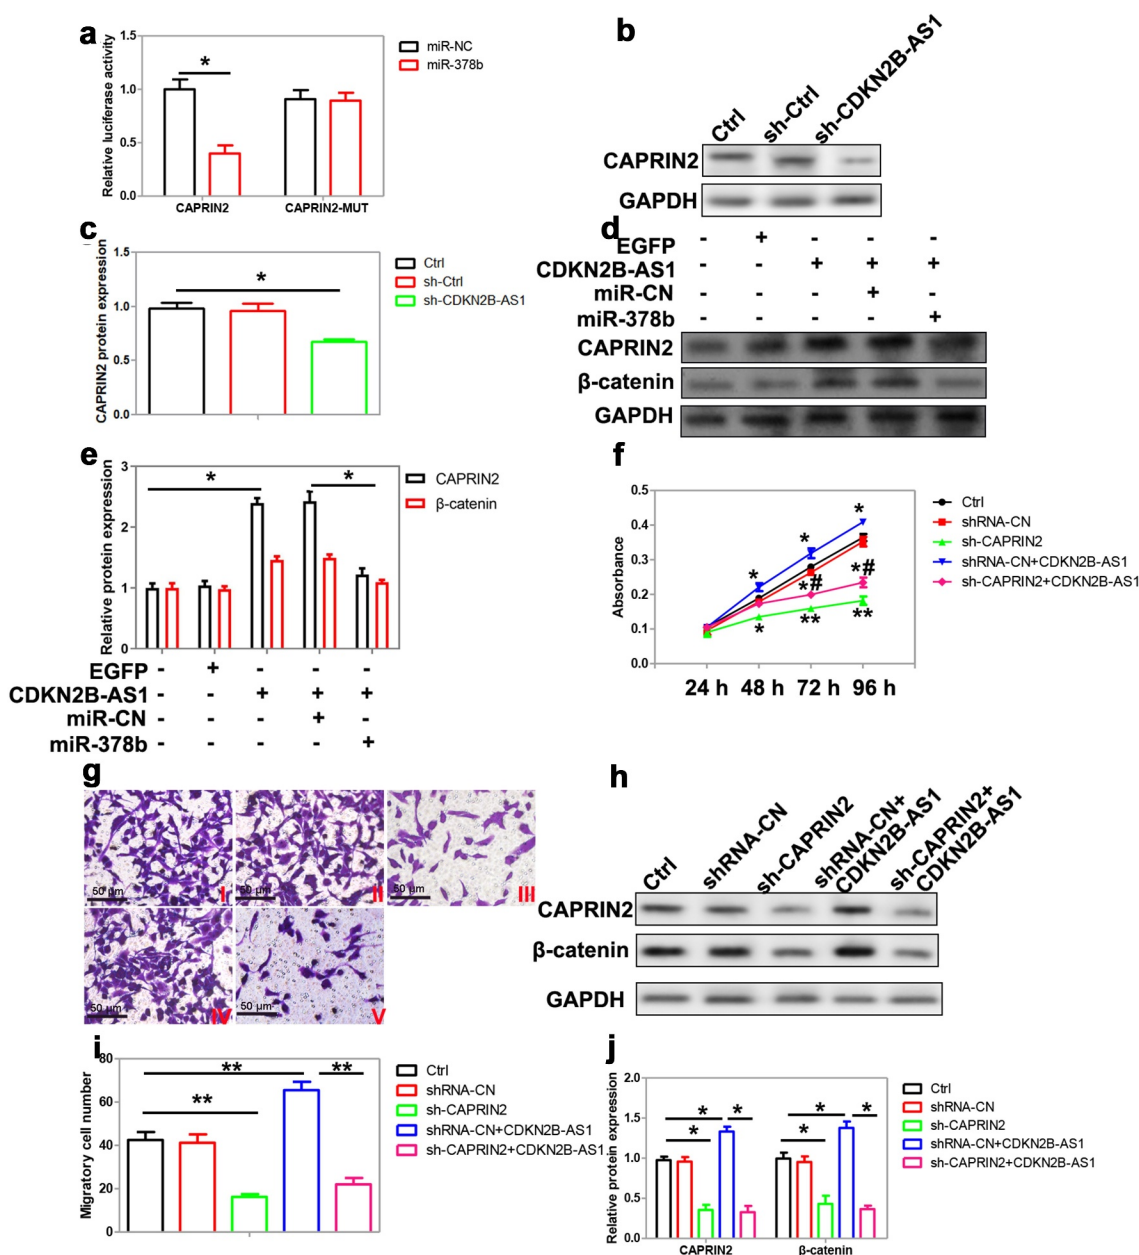 a
Relative luciferase activity
1.5
1.0
0.5
0.0
*
CAPRIN2
CAPRIN2-MUT
miR-NC
miR-378b
b
Ctrl
sh-Ctrl
sh-CDKN2B-AS1
CAPRIN2
GAPDH
c
CAPRIN2 protein expression
1.5
1.0
0.5
0.0
*
Ctrl
sh-Ctrl
sh-CDKN2B-AS1
d
EGFP - + - - -
CDKN2B-AS1 - - + + +
miR-CN - - - + -
miR-378b - - - - +
CAPRIN2
β-catenin
GAPDH
e
Relative protein expression
3
2
1
0
* *
CAPRIN2
β-catenin
EGFP - + - - -
CDKN2B-AS1 - - + + +
miR-CN - - - + -
miR-378b - - - - +
f
Absorbance
0.5
0.4
0.3
0.2
0.1
0.0
*
*
*
*#
*#
*
**
**
24 h 48 h 72 h 96 h
Ctrl
shRNA-CN
sh-CAPRIN2
shRNA-CN+CDKN2B-AS1
sh-CAPRIN2+CDKN2B-AS1
g
50 μm I
50 μm II
50 μm III
50 μm IV
50 μm V
h
Ctrl
shRNA-CN
sh-CAPRIN2
shRNA-CN+
CDKN2B-AS1
sh-CAPRIN2+
CDKN2B-AS1
CAPRIN2
β-catenin
GAPDH
i
Migratory cell number
80
60
40
20
0
** **
**
Ctrl
shRNA-CN
sh-CAPRIN2
shRNA-CN+CDKN2B-AS1
sh-CAPRIN2+CDKN2B-AS1
j
Relative protein expression
2.0
1.5
1.0
0.5
0.0
* * * *
* *
CAPRIN2
β-catenin
Ctrl
shRNA-CN
sh-CAPRIN2
shRNA-CN+CDKN2B-AS1
sh-CAPRIN2+CDKN2B-AS1